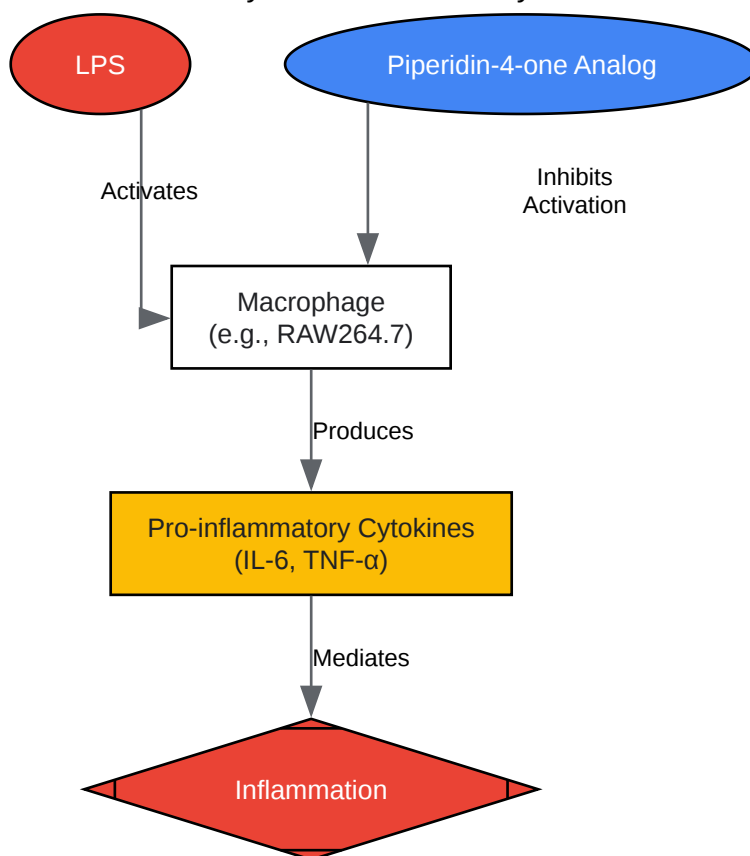 LPS
Piperidin-4-one Analog
Activates
Inhibits
Activation
Macrophage
(e.g., RAW264.7)
Produces
Pro-inflammatory Cytokines
(IL-6, TNF-α)
Mediates
Inflammation